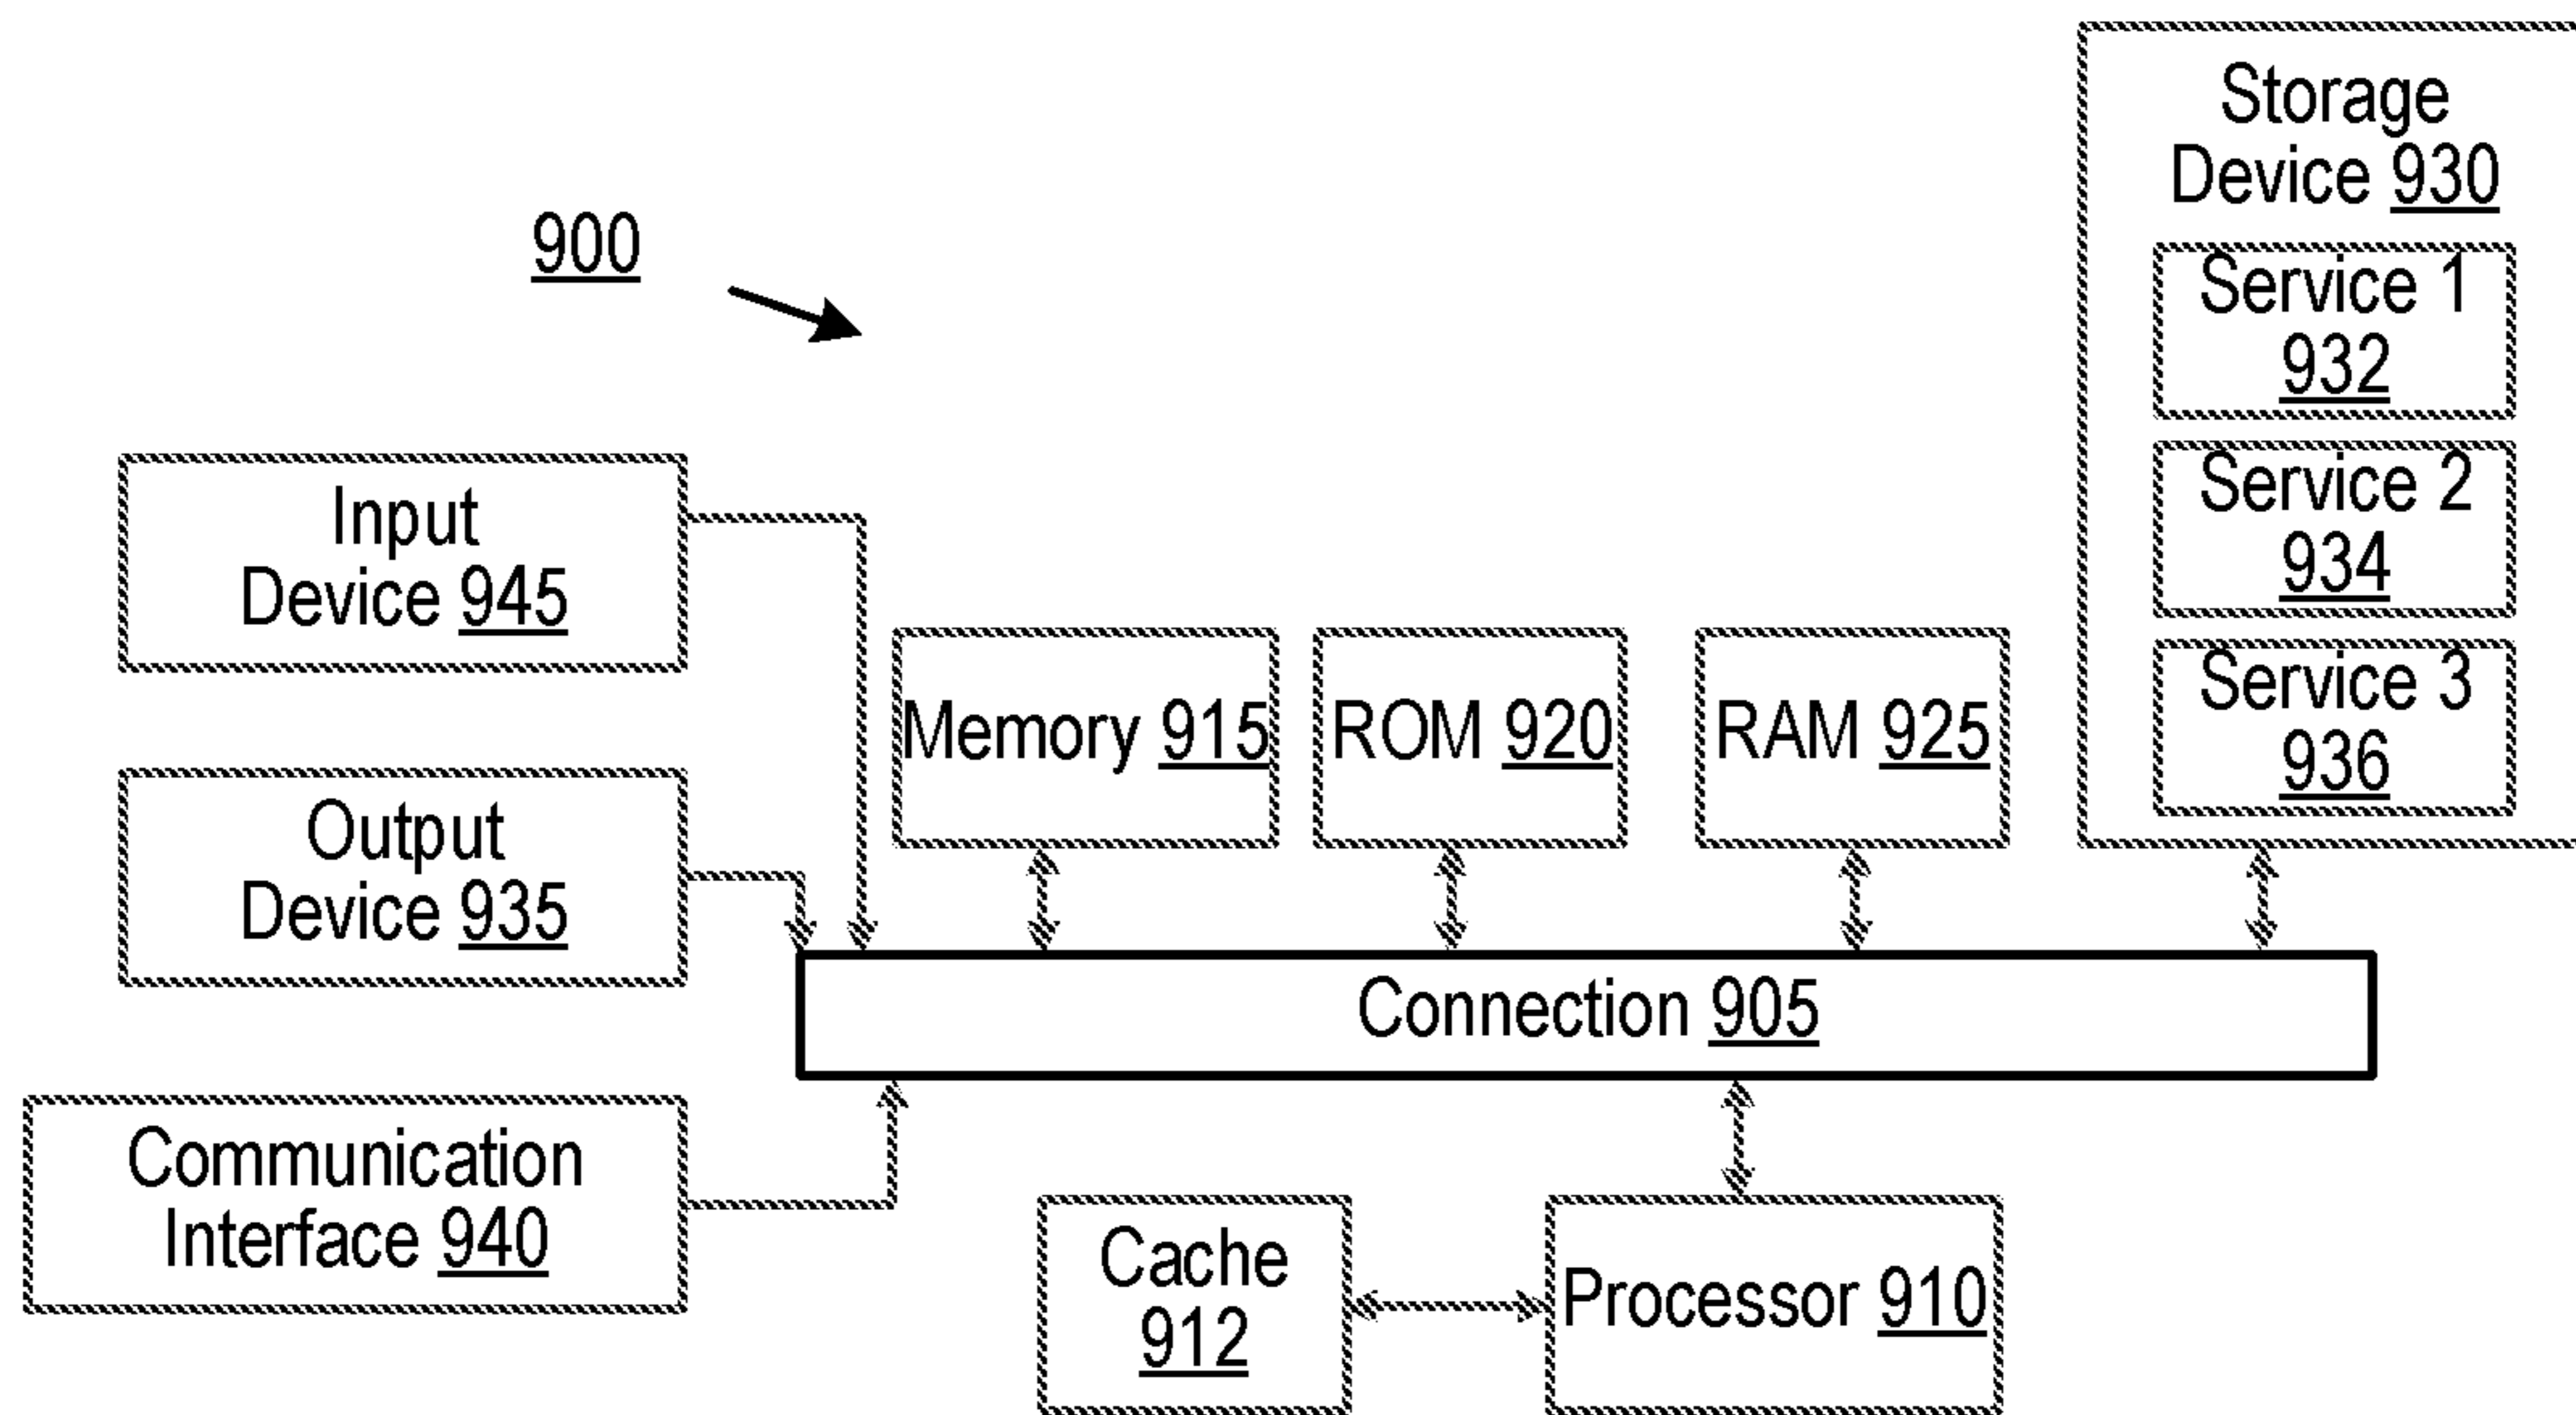 900
Storage
Device 930
Service 1
932
Service 2
934
Service 3
936
Input
Device 945
Memory 915
ROM 920
RAM 925
Output
Device 935
Connection 905
Communication
Interface 940
Cache
912
Processor 910